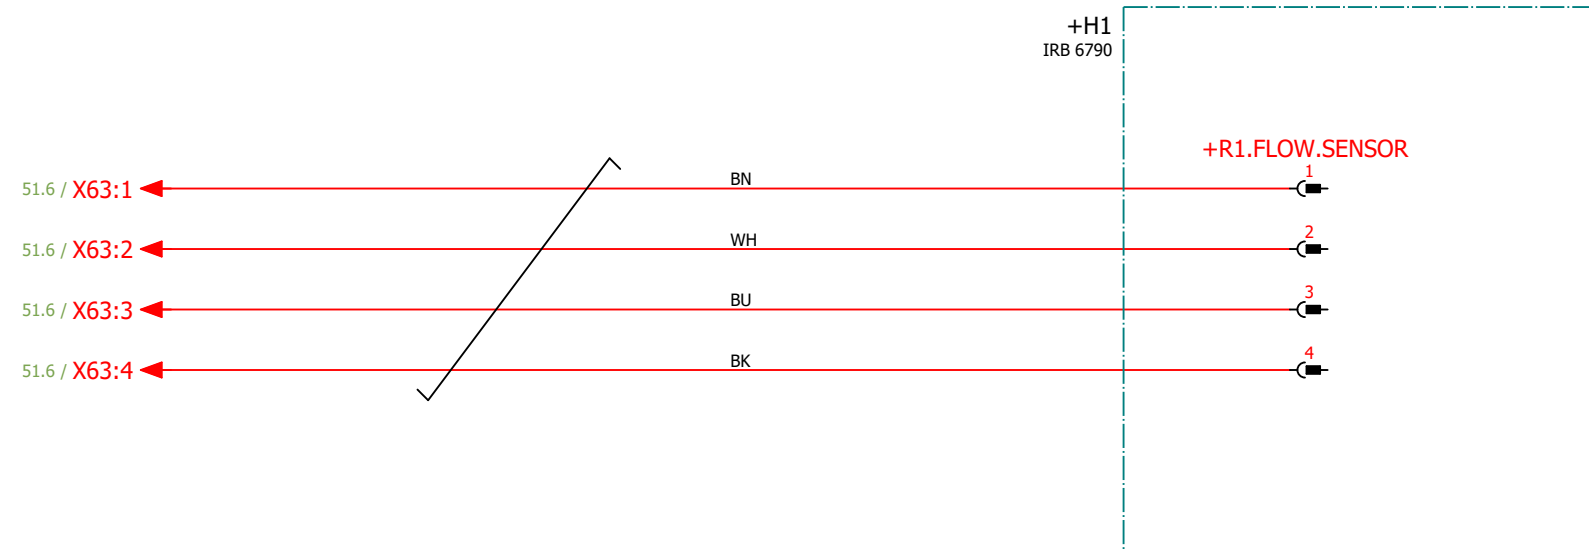 +H1
IRB 6790
+R1.FLOW.SENSOR
51.6 / X63:1 BN 1
51.6 / X63:2 WH 2
51.6 / X63:3 BU 3
51.6 / X63:4 BK 4